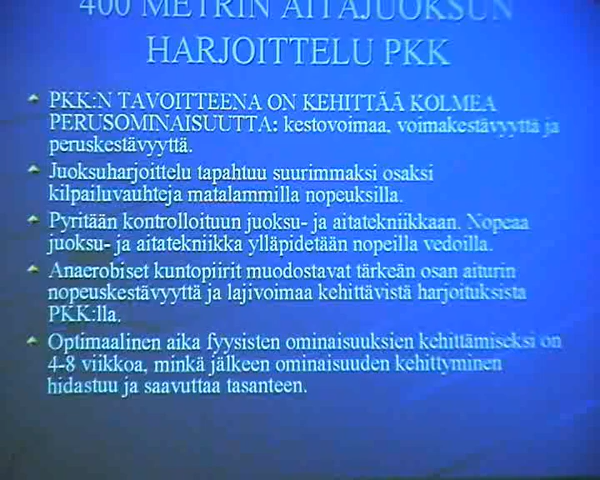 400 METRIN AITAJUOKSUN
HARJOITTELU PKK
PKK:N TAVOITTEENA ON KEHITTÄÄ KOLMEA
PERUSOMINAISUUTTA: kestovoimaa, voimakestävyyttä ja
peruskestävyyttä.
Juoksuharjoittelu tapahtuu suurimmaksi osaksi
kilpailuvauhteja matalammilla nopeuksilla.
Pyritään kontrolloituun juoksu- ja aitatekniikkaan. Nopeaa
juoksu- ja aitatekniikka ylläpidetään nopeilla vedoilla.
Anaerobiset kuntopiirit muodostavat tärkeän osan aiturin
nopeuskestävyyttä ja lajivoimaa kehittävistä harjoituksista
PKK:lla.
Optimaalinen aika fyysisten ominaisuuksien kehittämiseksi on
4-8 viikkoa, minkä jälkeen ominaisuuden kehittyminen
hidastuu ja saavuttaa tasanteen.